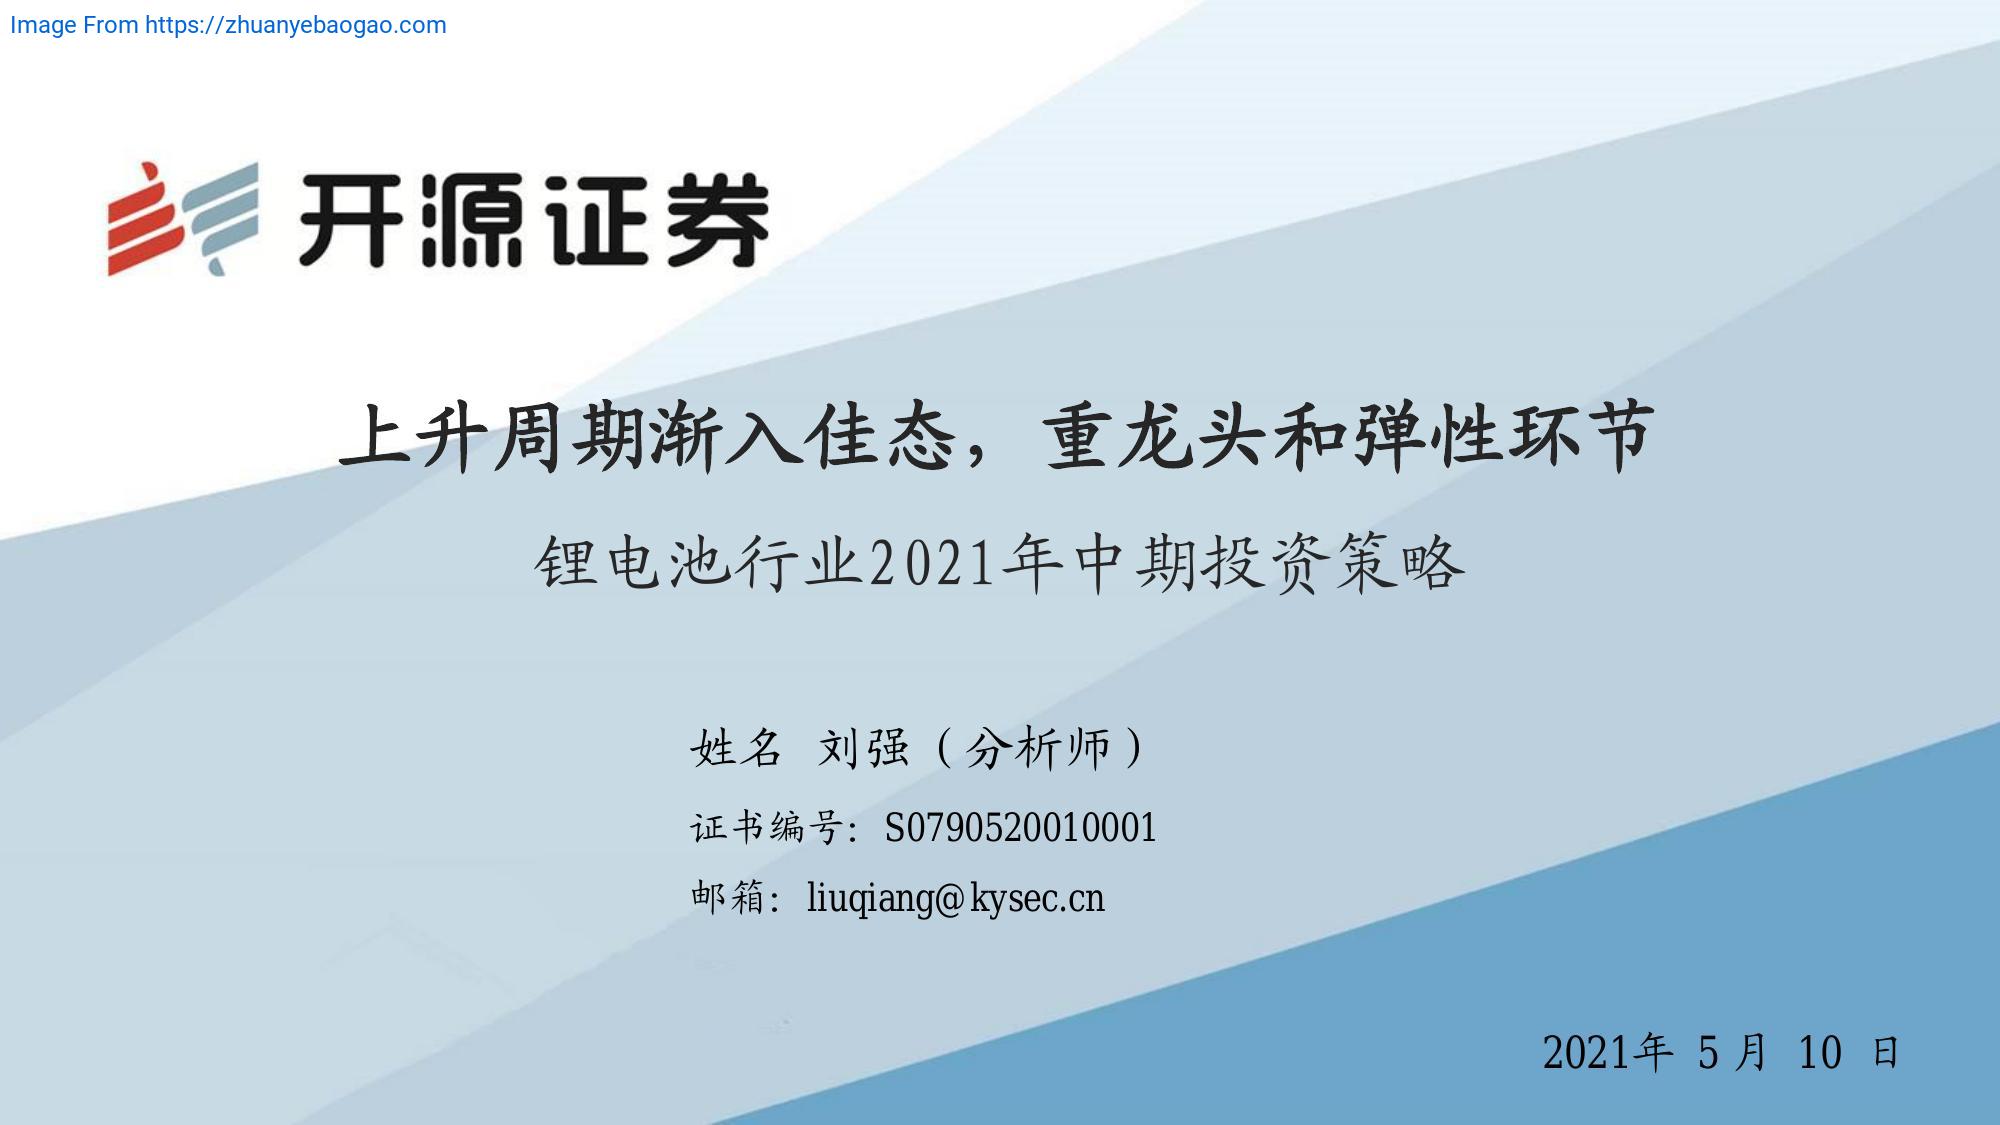 Image From https://zhuanyebaogao.com
开源证券
上升周期渐入佳态，重龙头和弹性环节
锂电池行业2021年中期投资策略
姓名 刘强（分析师）
证书编号：S0790520010001
邮箱：liuqiang@kysec.cn
2021年 5 月 10 日